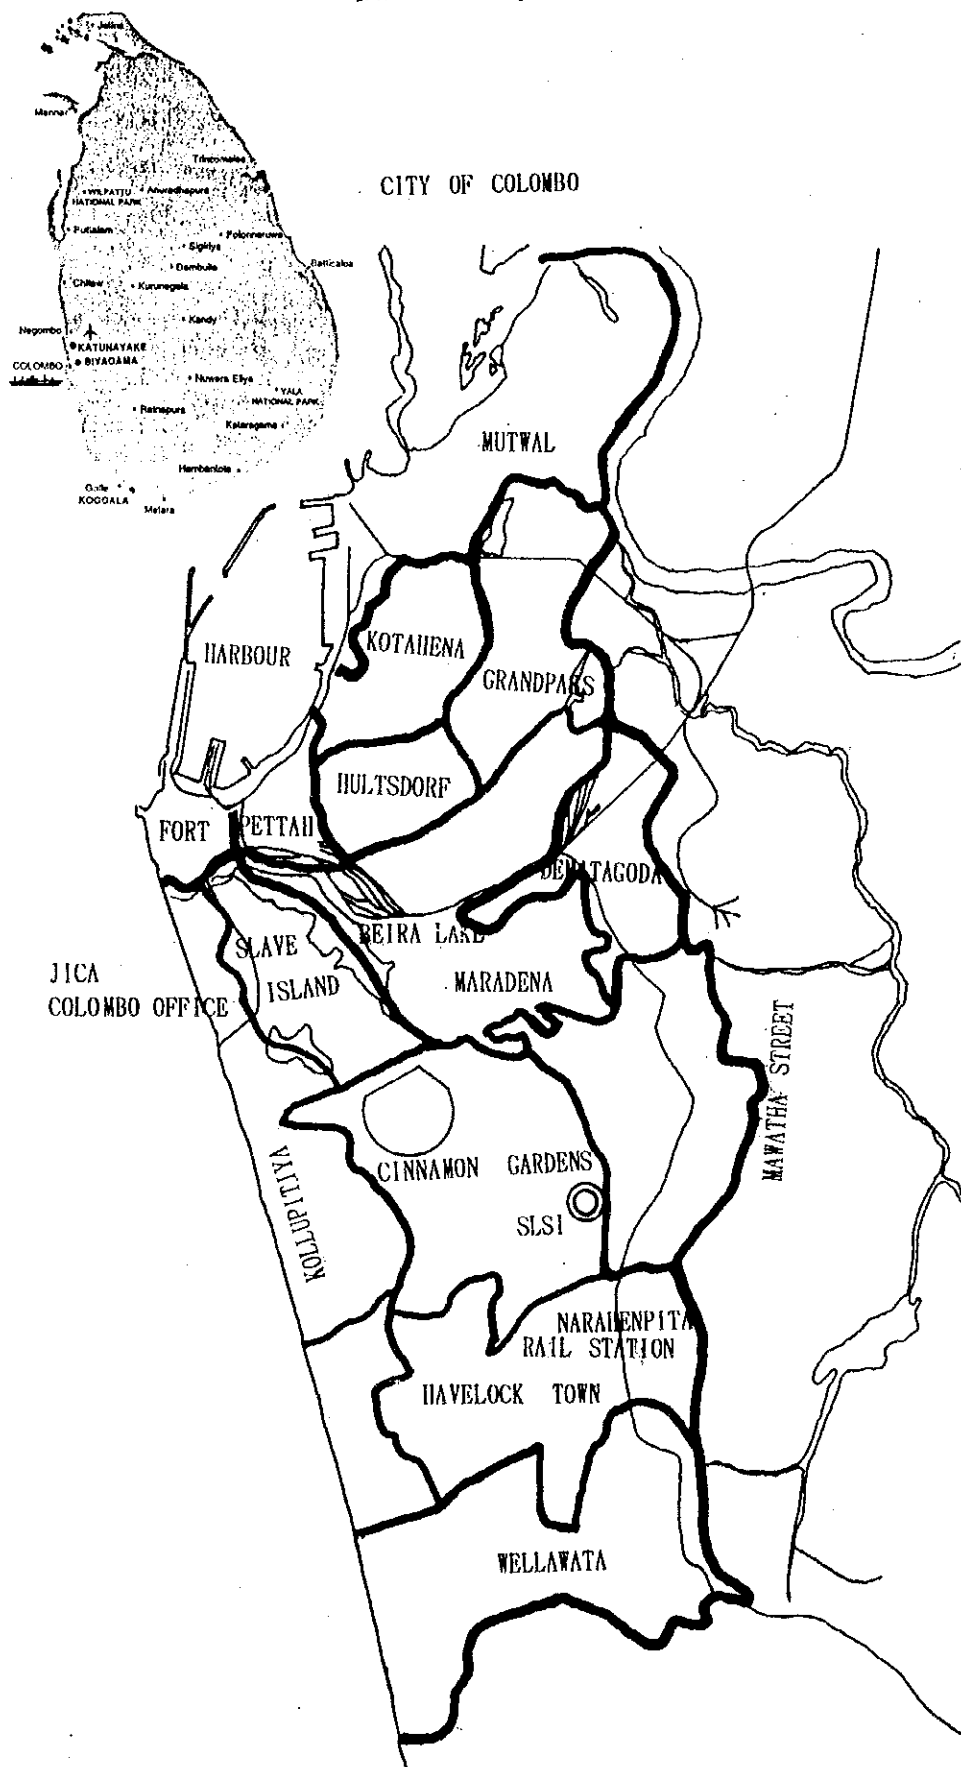 Jaffna
Mannar
Trincomalee
WILPATTU
NATIONAL PARK
Anuradhapura
Puttalam
Polonneruwa
Sigiriya
Dambulla
Batticaloa
Chilaw
Kurunegala
Kandy
Negombo
KATUNAYAKE
BIYAGAMA
COLOMBO
Nuwera Eliya
YALA
NATIONAL PARK
Ratnapura
Kataragama
Hambantota
Galle
KOGGALA
Matara
CITY OF COLOMBO
MUTWAL
HARBOUR
KOTAHENA
GRANDPARS
HULTSDORF
FORT
PETTAH
DEMATAGODA
BEIRA LAKE
SLAVE
ISLAND
MARADENA
JICA
COLOMBO OFFICE
MAWATHA STREET
CINNAMON GARDENS
KOLLUPITIYA
SLSI
NARAHENPITA
RAIL STATION
HAVELOCK TOWN
WELLAWATA